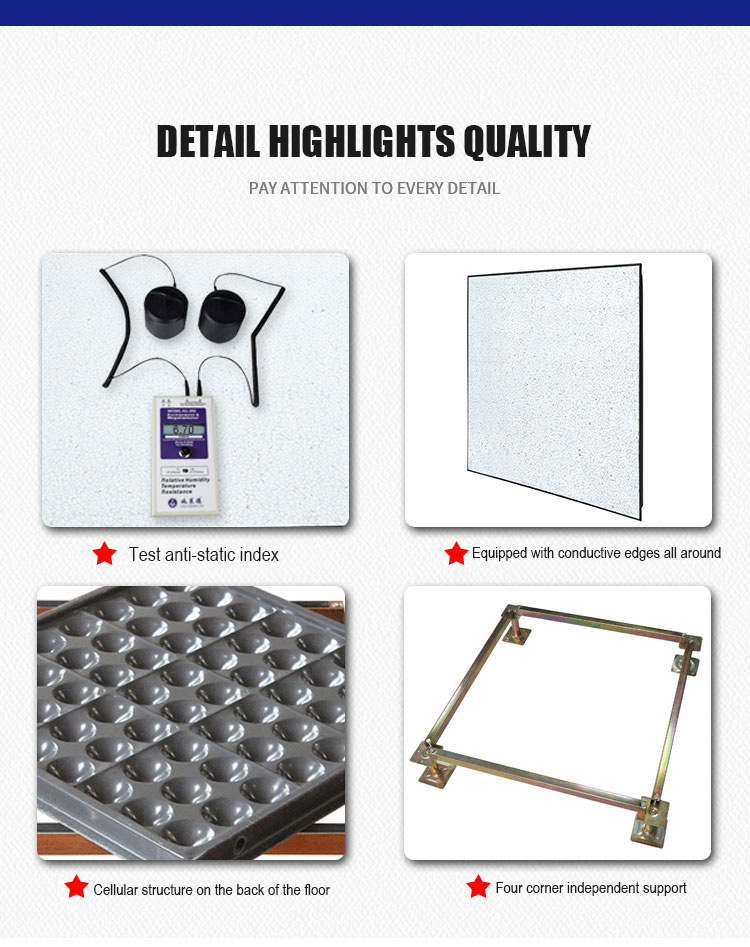 DETAIL HIGHLIGHTS QUALITY
PAY ATTENTION TO EVERY DETAIL
6.70
Relative Humidity
Temperature
Resistance
Test anti-static index
Equipped with conductive edges all around
Cellular structure on the back of the floor
Four corner independent support